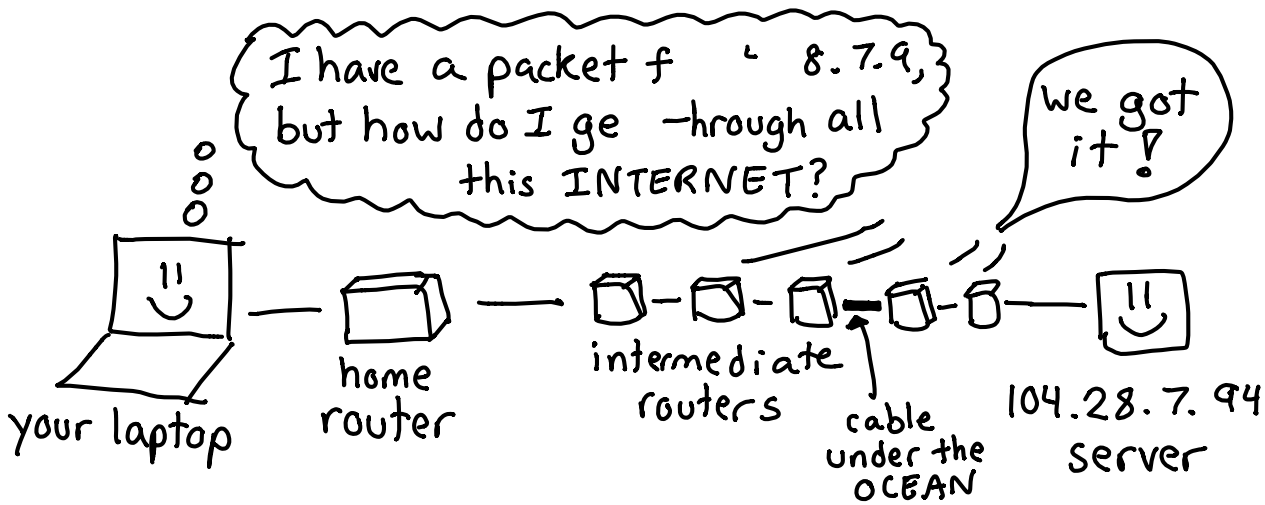 I have a packet f 8.7.9,
but how do I ge -hrough all
this INTERNET?
we got
it!
home
router
your laptop
intermediate
routers
cable
under the
OCEAN
104.28.7.94
server